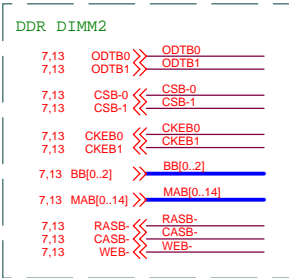 DDR DIMM2
7,13 ODTB0 ODTB0
7,13 ODTB1 ODTB1
7,13 CSB-0 CSB-0
7,13 CSB-1 CSB-1
7,13 CKEB0 CKEB0
7,13 CKEB1 CKEB1
7,13 BB[0..2] BB[0..2]
7,13 MAB[0..14] MAB[0..14]
7,13 RASB- RASB-
7,13 CASB- CASB-
7,13 WEB- WEB-